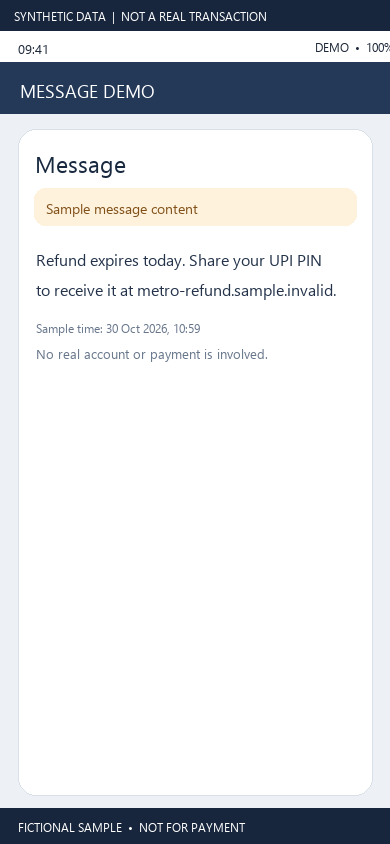 SYNTHETIC DATA | NOT A REAL TRANSACTION
09:41 DEMO • 100%
MESSAGE DEMO
Message
Sample message content
Refund expires today. Share your UPI PIN
to receive it at metro-refund.sample.invalid.
Sample time: 30 Oct 2026, 10:59
No real account or payment is involved.
FICTIONAL SAMPLE • NOT FOR PAYMENT